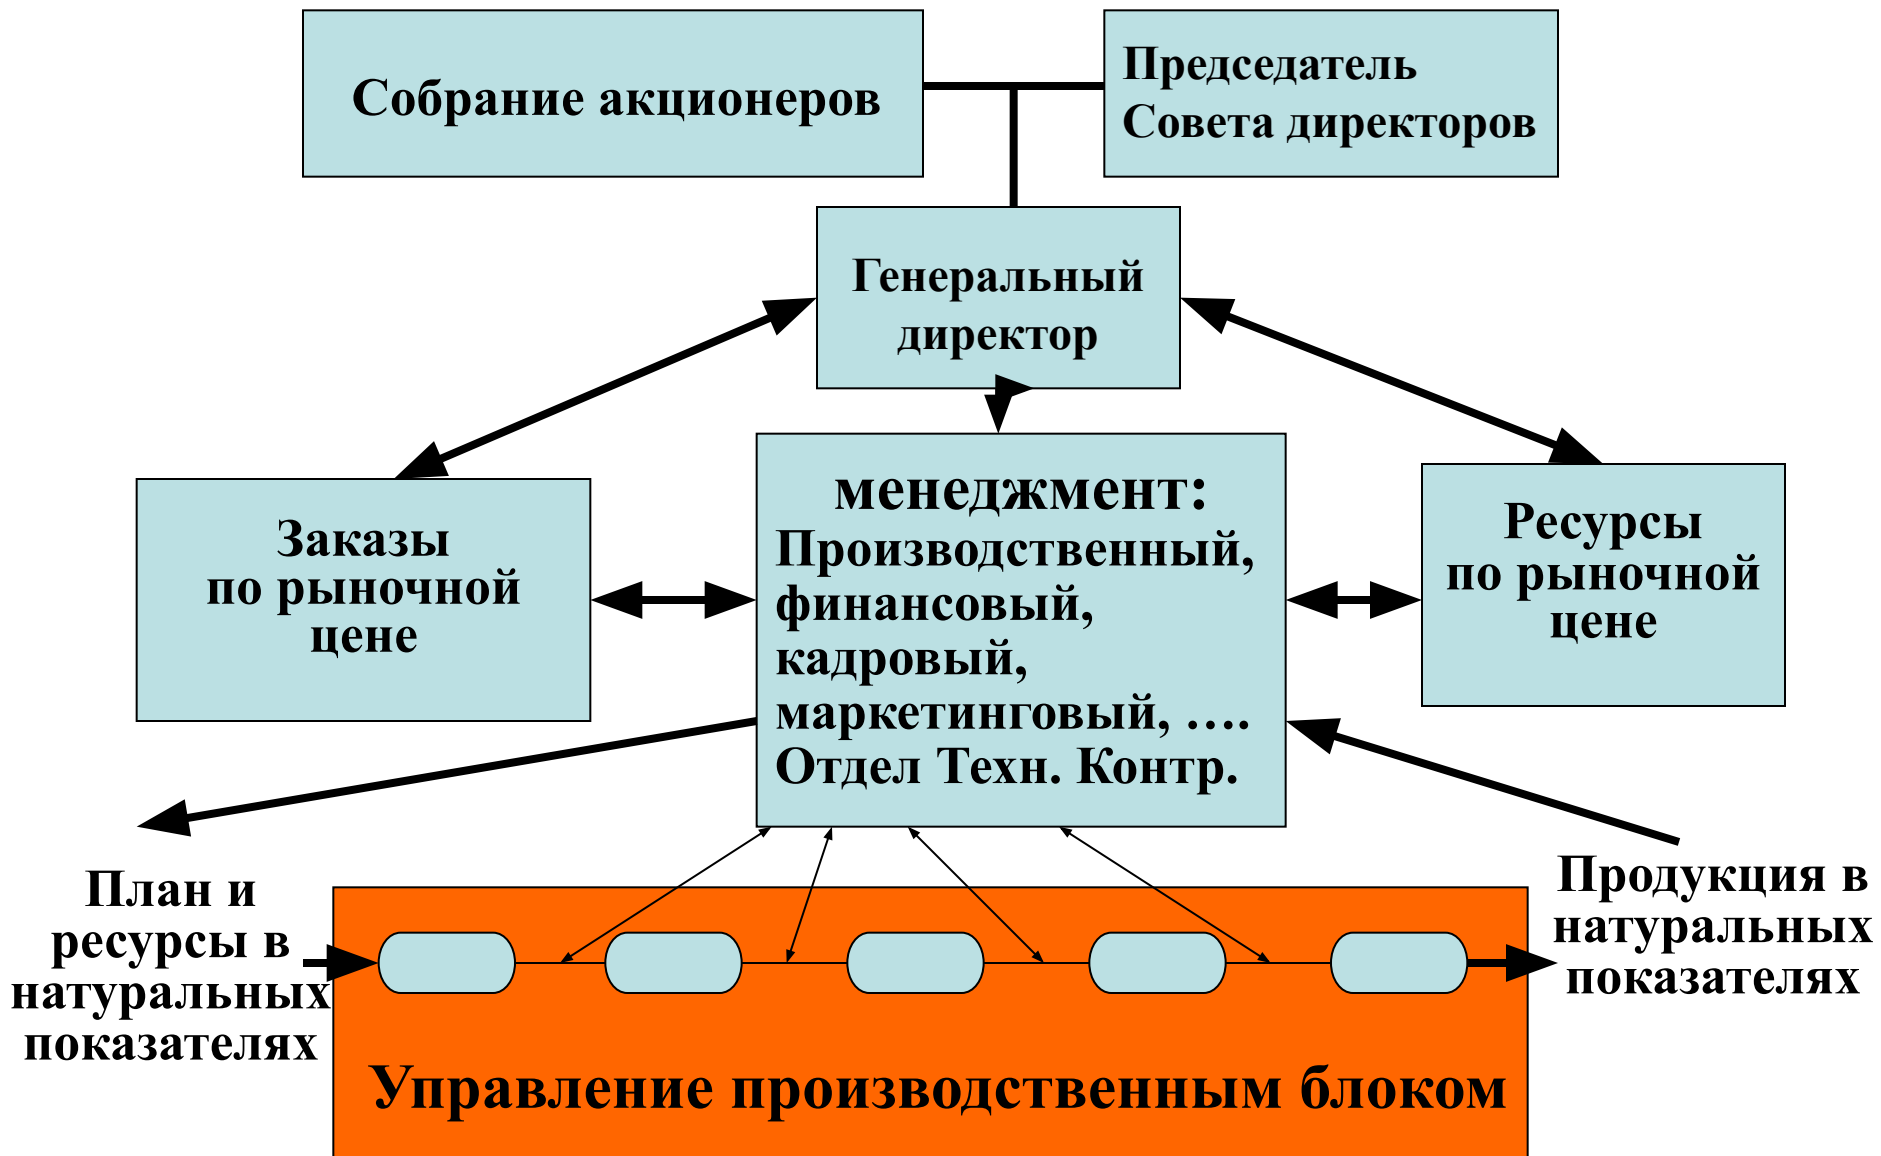 Собрание акционеров
Председатель
Совета директоров
Генеральный
директор
Заказы
по рыночной
цене
менеджмент:
Производственный,
финансовый,
кадровый,
маркетинговый, ….
Отдел Техн. Контр.
Ресурсы
по рыночной
цене
План и
ресурсы в
натуральных
показателях
Продукция в
натуральных
показателях
Управление производственным блоком